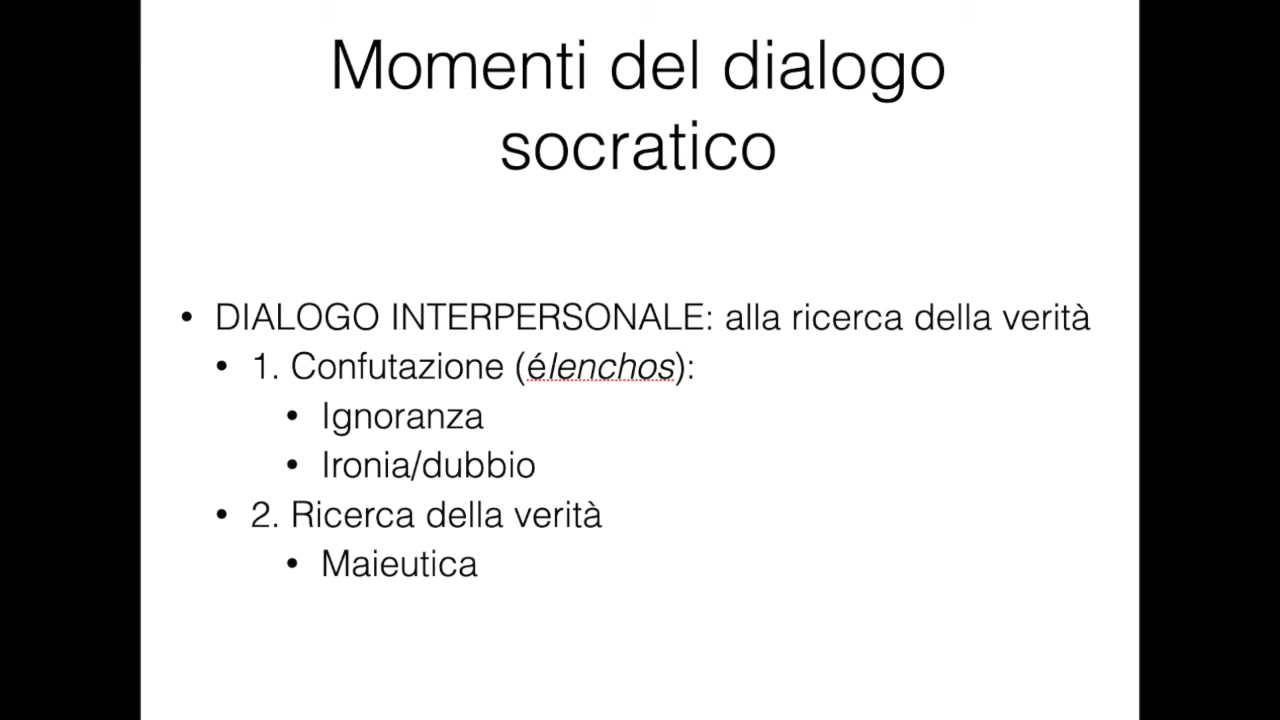 Momenti del dialogo
socratico
• DIALOGO INTERPERSONALE: alla ricerca della verità
• 1. Confutazione (élenchos):
• Ignoranza
• Ironia/dubbio
• 2. Ricerca della verità
• Maieutica